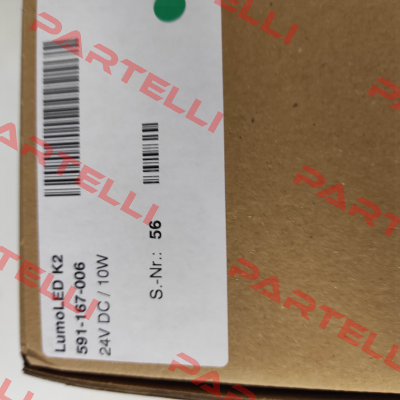 LumoLED K2
591-167-006
24V DC / 10W
S.-Nr.: 56
PARTELLI
PARTELLI
PARTELLI
PARTELLI
PARTELLI